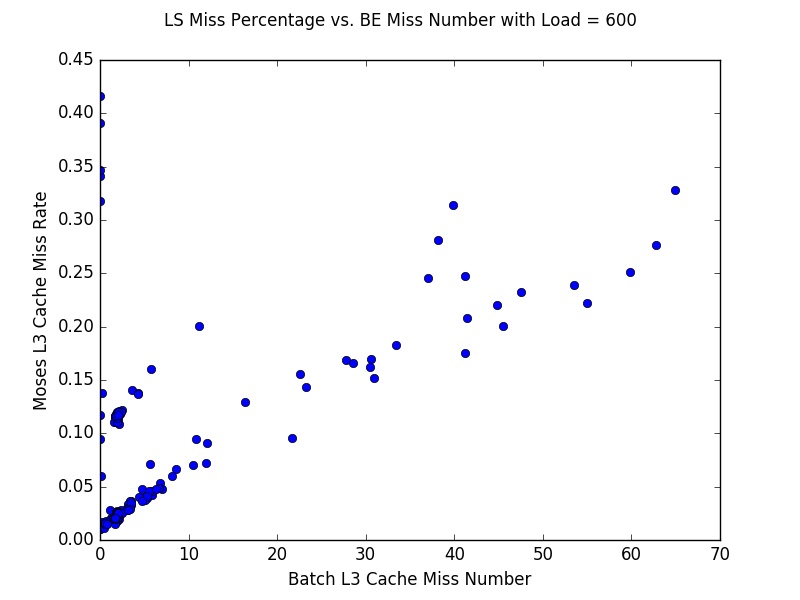 LS Miss Percentage vs. BE Miss Number with Load = 600
0.45
0.40
0.35
0.30
0.25
0.20
0.15
0.10
0.05
0.00
Moses L3 Cache Miss Rate
0 10 20 30 40 50 60 70
Batch L3 Cache Miss Number